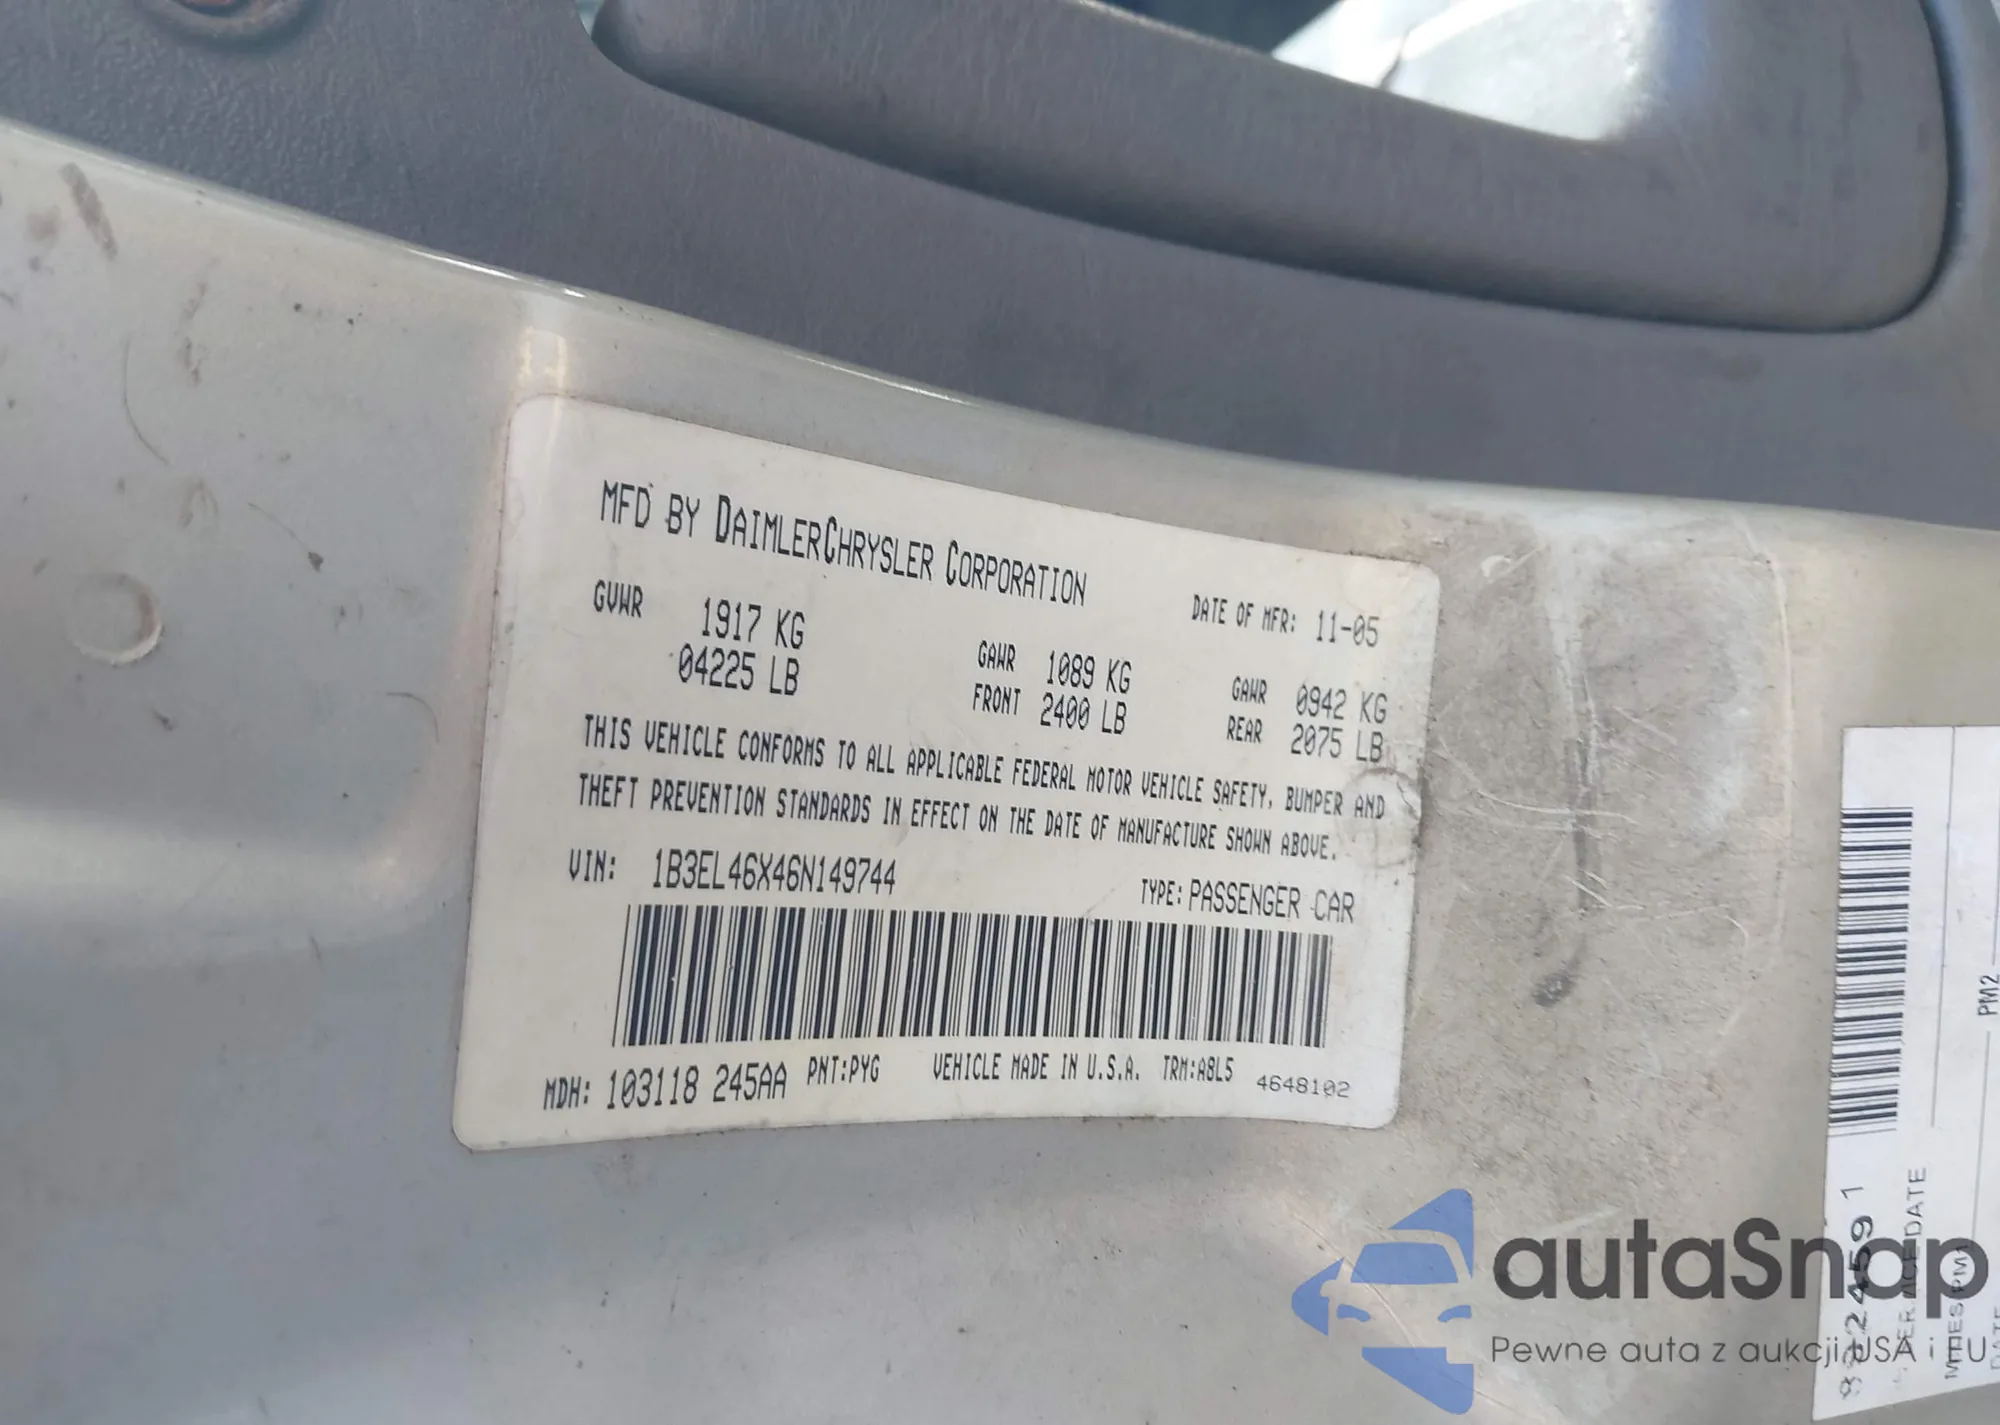 MFD BY DAIMLERCHRYSLER CORPORATION
DATE OF MFR: 11-05
GVWR 1917 KG
04225 LB
GAWR 1089 KG
FRONT 2400 LB
GAWR 0942 KG
REAR 2075 LB
THIS VEHICLE CONFORMS TO ALL APPLICABLE FEDERAL MOTOR VEHICLE SAFETY, BUMPER AND
THEFT PREVENTION STANDARDS IN EFFECT ON THE DATE OF MANUFACTURE SHOWN ABOVE.
VIN: 1B3EL46X46N149744
TYPE: PASSENGER CAR
MDH: 103118 245AA PNT:PYG VEHICLE MADE IN U.S.A. TRM:A8L5 4648102
PM2
DATE
autaSnap
Pewne auta z aukcji USA i EU